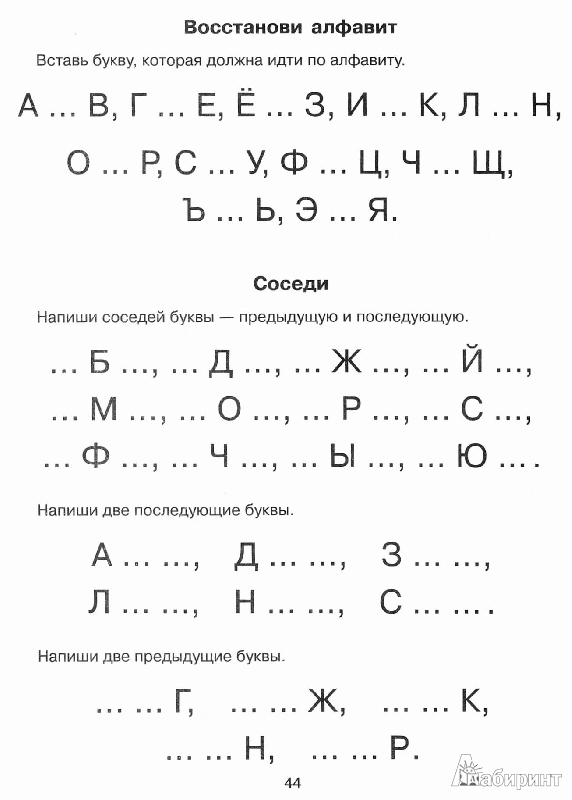 Восстанови алфавит
Вставь букву, которая должна идти по алфавиту.
А ... В, Г ... Е, Ё ... З, И ... К, Л ... Н,
О ... Р, С ... У, Ф ... Ц, Ч ... Щ,
Ъ ... Ь, Э ... Я.
Соседи
Напиши соседей буквы — предыдущую и последующую.
... Б ..., ... Д ..., ... Ж ..., ... Й ...,
... М ..., ... О ..., ... Р ..., ... С ...,
... Ф ..., ... Ч ..., ... Ы ..., ... Ю ... .
Напиши две последующие буквы.
А ... ..., Д ... ..., З ... ...,
Л ... ..., Н ... ..., С ... ... .
Напиши две предыдущие буквы.
... ... Г, ... ... Ж, ... ... К,
... ... Н, ... ... Р.
44
Лабиринт